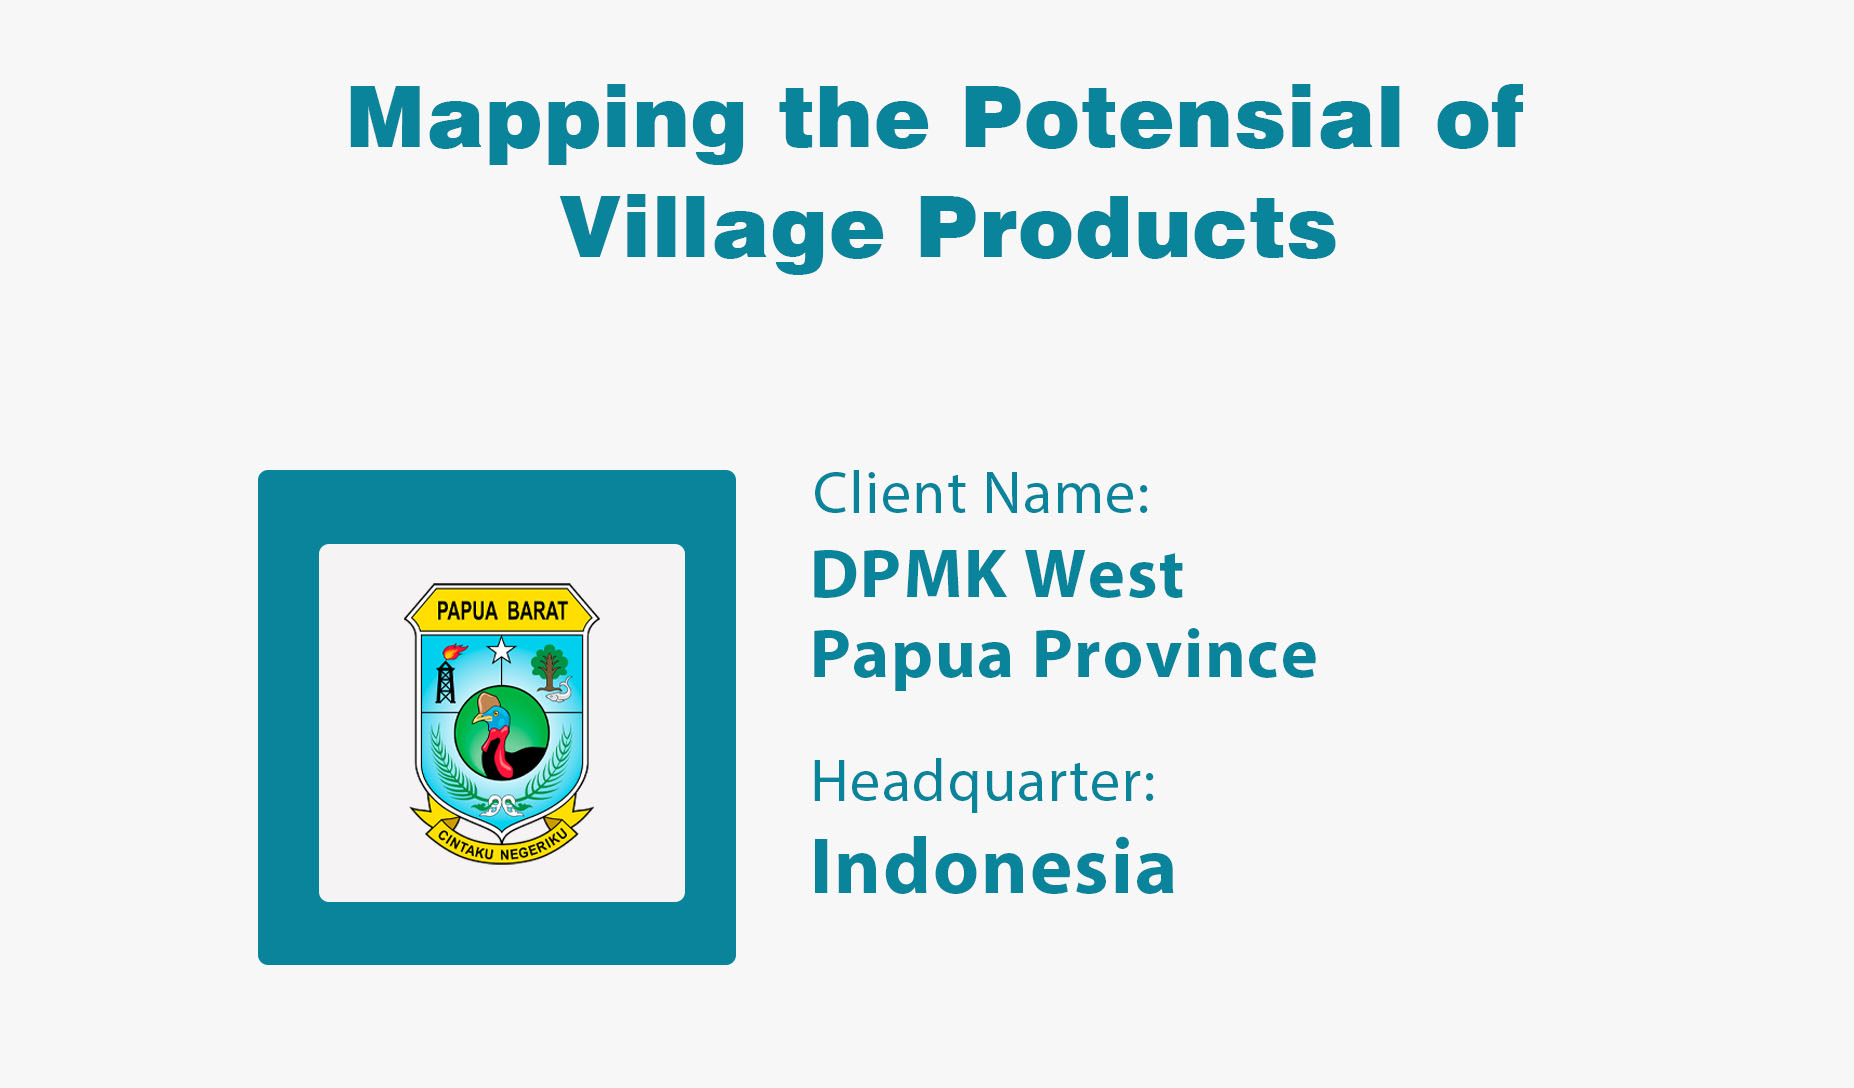 Mapping the Potensial of
Village Products
PAPUA BARAT
CINTAKU NEGERIKU
Client Name:
DPMK West
Papua Province
Headquarter:
Indonesia